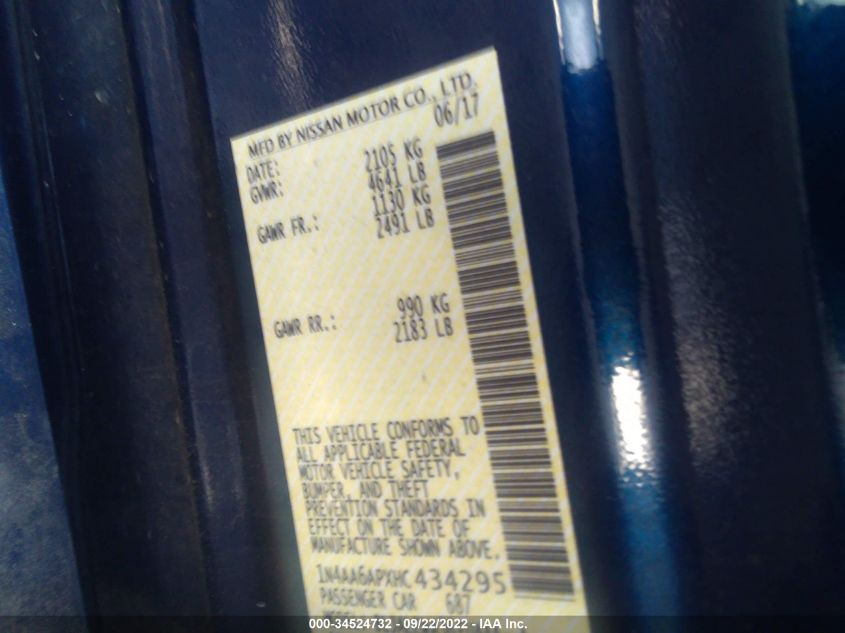 MFD BY NISSAN MOTOR CO., LTD.
DATE: 06/17
GVWR: 2105 KG
4641 LB
GAWR FR.: 1130 KG
2491 LB
GAWR RR.: 990 KG
2183 LB
THIS VEHICLE CONFORMS TO
ALL APPLICABLE FEDERAL
MOTOR VEHICLE SAFETY,
BUMPER, AND THEFT
PREVENTION STANDARDS IN
EFFECT ON THE DATE OF
MANUFACTURE SHOWN ABOVE.
1N4AA6APXHC434295
PASSENGER CAR 687
000-34524732 - 09/22/2022 - IAA Inc.